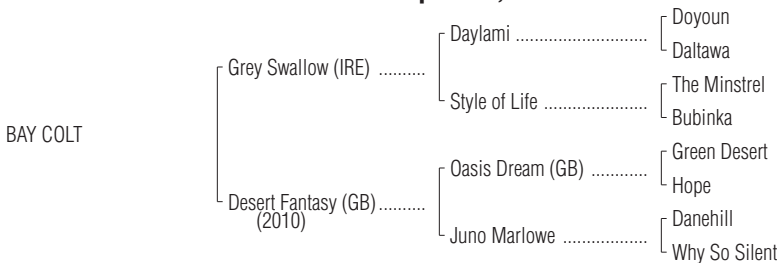 Doyoun
Daylami ............................
Daltawa
Grey Swallow (IRE) ..........
The Minstrel
Style of Life ......................
Bubinka
BAY COLT
Green Desert
Oasis Dream (GB) ............
Hope
Desert Fantasy (GB)..........
(2010)
Danehill
Juno Marlowe ..................
Why So Silent